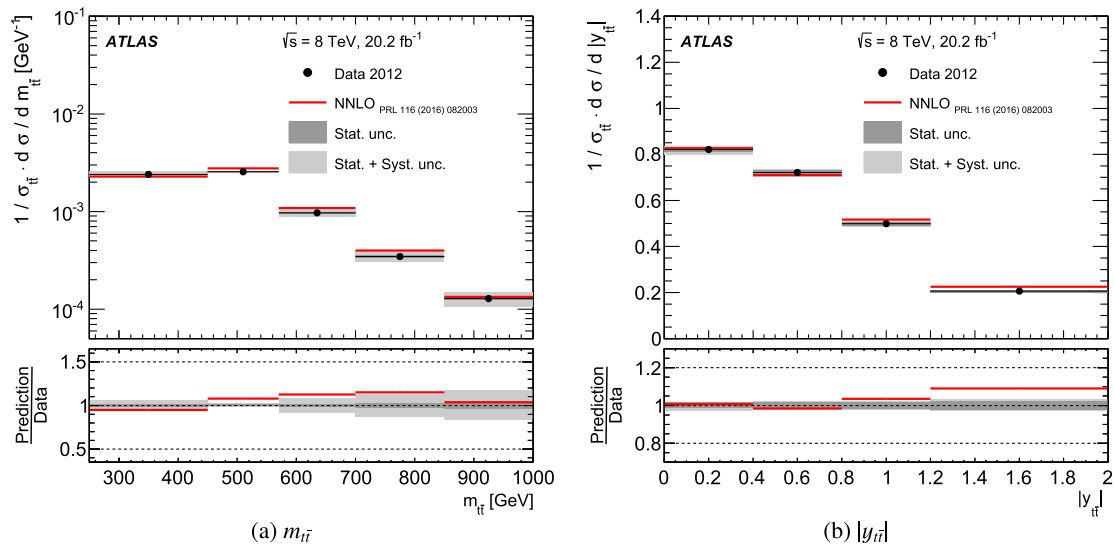 ATLAS
√s = 8 TeV, 20.2 fb⁻¹
Data 2012
NNLO PRL 116 (2016) 082003
Stat. unc.
Stat. + Syst. unc.
1 / σ_tt̄ · d σ / d m_tt̄ [GeV⁻¹]
10⁻¹
10⁻²
10⁻³
10⁻⁴
Prediction
Data
1.5
1
0.5
300 400 500 600 700 800 900 1000
m_tt̄ [GeV]
(a) m_tt̄
ATLAS
√s = 8 TeV, 20.2 fb⁻¹
Data 2012
NNLO PRL 116 (2016) 082003
Stat. unc.
Stat. + Syst. unc.
1 / σ_tt̄ · d σ / d |y_tt̄|
1.4
1.2
1
0.8
0.6
0.4
0.2
0
Prediction
Data
1.2
1.0
0.8
0 0.2 0.4 0.6 0.8 1 1.2 1.4 1.6 1.8 2
|y_tt̄|
(b) |y_tt̄|